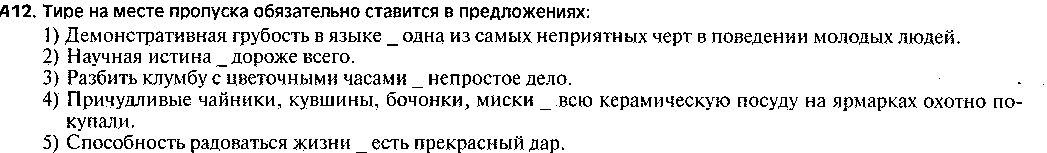 А12. Тире на месте пропуска обязательно ставится в предложениях:
1) Демонстративная грубость в языке _ одна из самых неприятных черт в поведении молодых людей.
2) Научная истина _ дороже всего.
3) Разбить клумбу с цветочными часами _ непростое дело.
4) Причудливые чайники, кувшины, бочонки, миски _ всю керамическую посуду на ярмарках охотно по-
купали.
5) Способность радоваться жизни _ есть прекрасный дар.